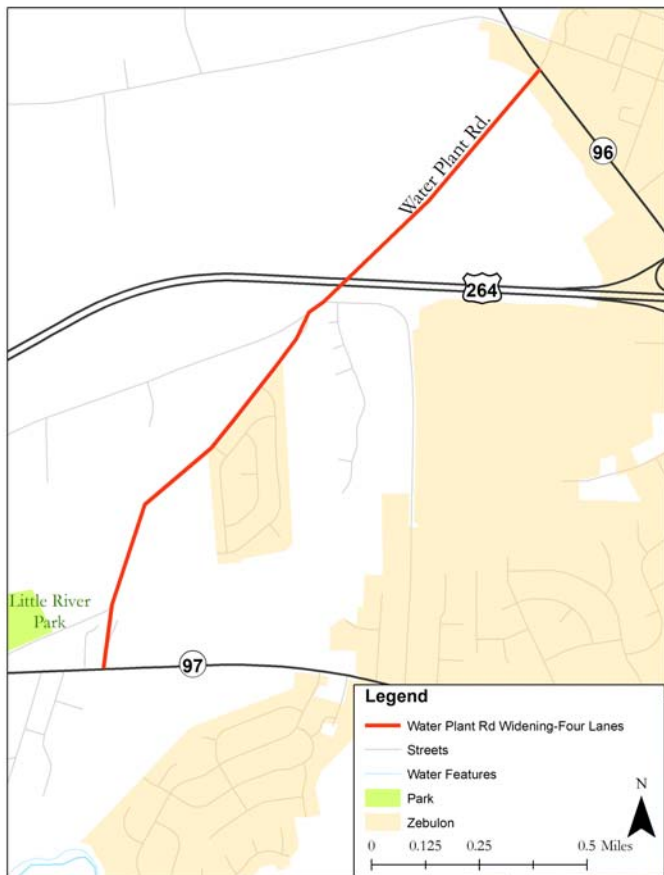 Water Plant Rd.
96
264
Little River
Park
97
Legend
Water Plant Rd Widening-Four Lanes
Streets
Water Features
Park
Zebulon
N
0 0.125 0.25 0.5 Miles